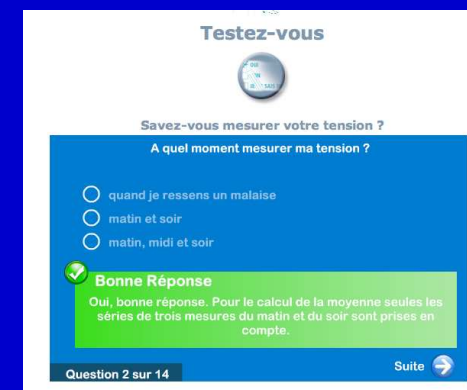 Testez-vous
OUI
Savez-vous mesurer votre tension ?
A quel moment mesurer ma tension ?
quand je ressens un malaise
matin et soir
matin, midi et soir
Bonne Réponse
Oui, bonne réponse. Pour le calcul de la moyenne seules les
séries de trois mesures du matin et du soir sont prises en
compte.
Suite
Question 2 sur 14